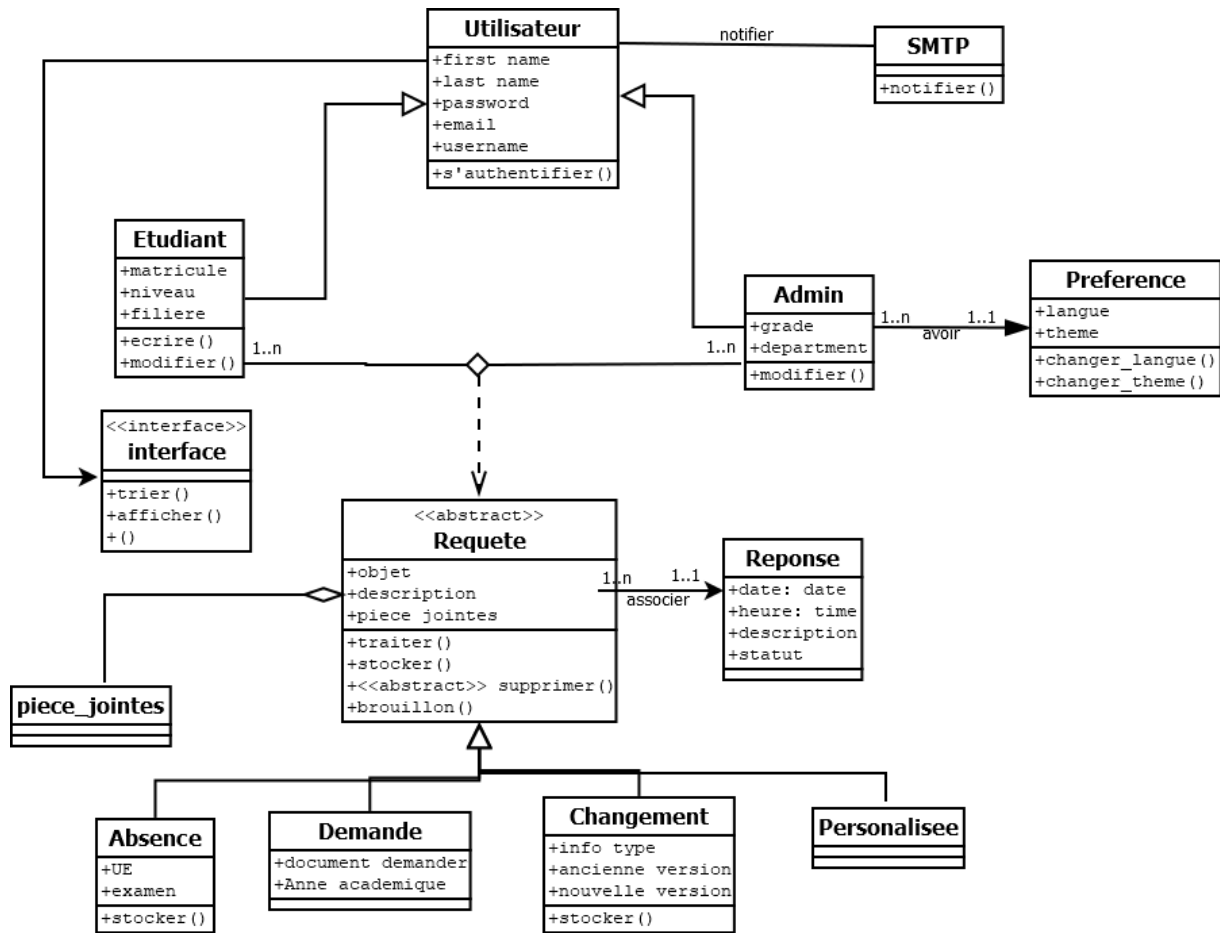 Utilisateur
+first name
+last name
+password
+email
+username
+s'authentifier()
notifier
SMTP
+notifier()
Etudiant
+matricule
+niveau
+filiere
+ecrire()
+modifier()
1..n
1..n
Admin
+grade
+department
+modifier()
1..n
avoir
1..1
Preference
+langue
+theme
+changer_langue()
+changer_theme()
<<interface>>
interface
+trier()
+afficher()
+()
<<abstract>>
Requete
+objet
+description
+piece jointes
+traiter()
+stocker()
+<<abstract>> supprimer()
+brouillon()
1..n
associer
1..1
Reponse
+date: date
+heure: time
+description
+statut
piece_jointes
Absence
+UE
+examen
+stocker()
Demande
+document demander
+Anne academique
Changement
+info type
+ancienne version
+nouvelle version
+stocker()
Personalisee